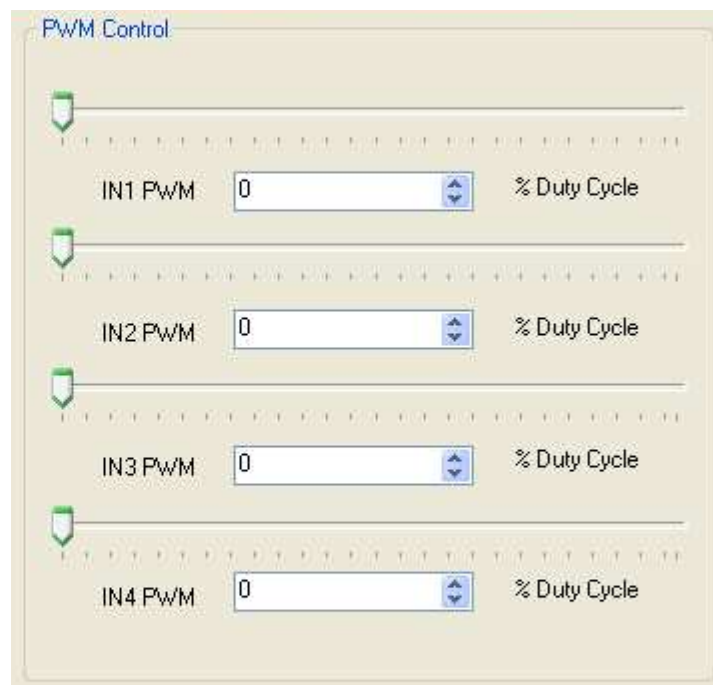 PWM Control
IN1 PWM 0 % Duty Cycle
IN2 PWM 0 % Duty Cycle
IN3 PWM 0 % Duty Cycle
IN4 PWM 0 % Duty Cycle